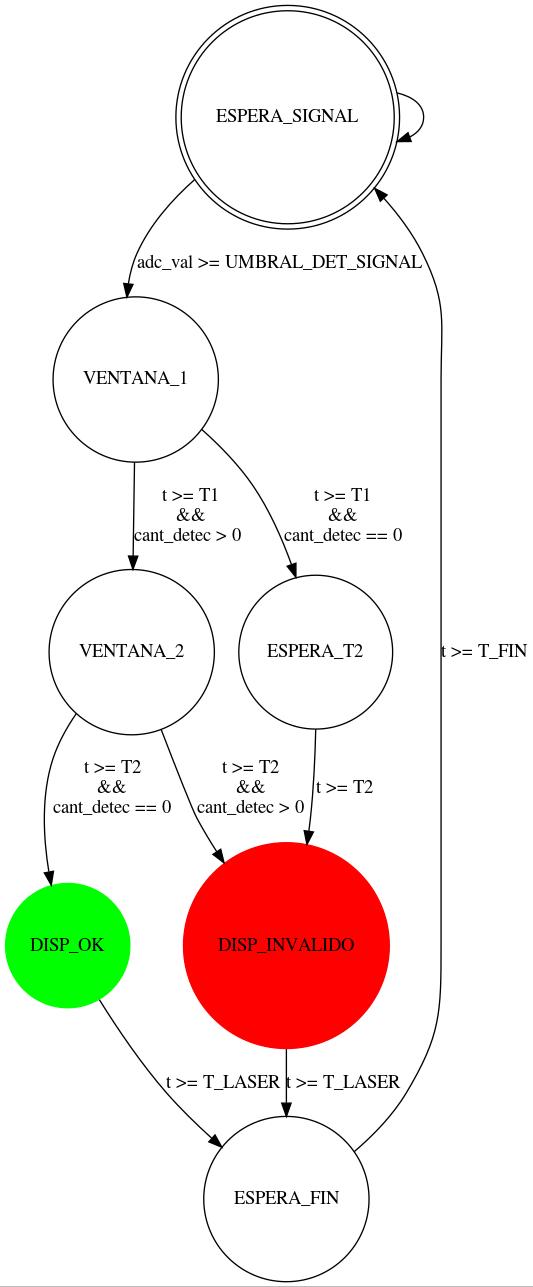 ESPERA_SIGNAL
adc_val >= UMBRAL_DET_SIGNAL
VENTANA_1
t >= T1
&&
cant_detec > 0
t >= T1
&&
cant_detec == 0
VENTANA_2
ESPERA_T2
t >= T_FIN
t >= T2
&&
cant_detec == 0
t >= T2
&&
cant_detec > 0
t >= T2
DISP_OK
DISP_INVALIDO
t >= T_LASER
t >= T_LASER
ESPERA_FIN